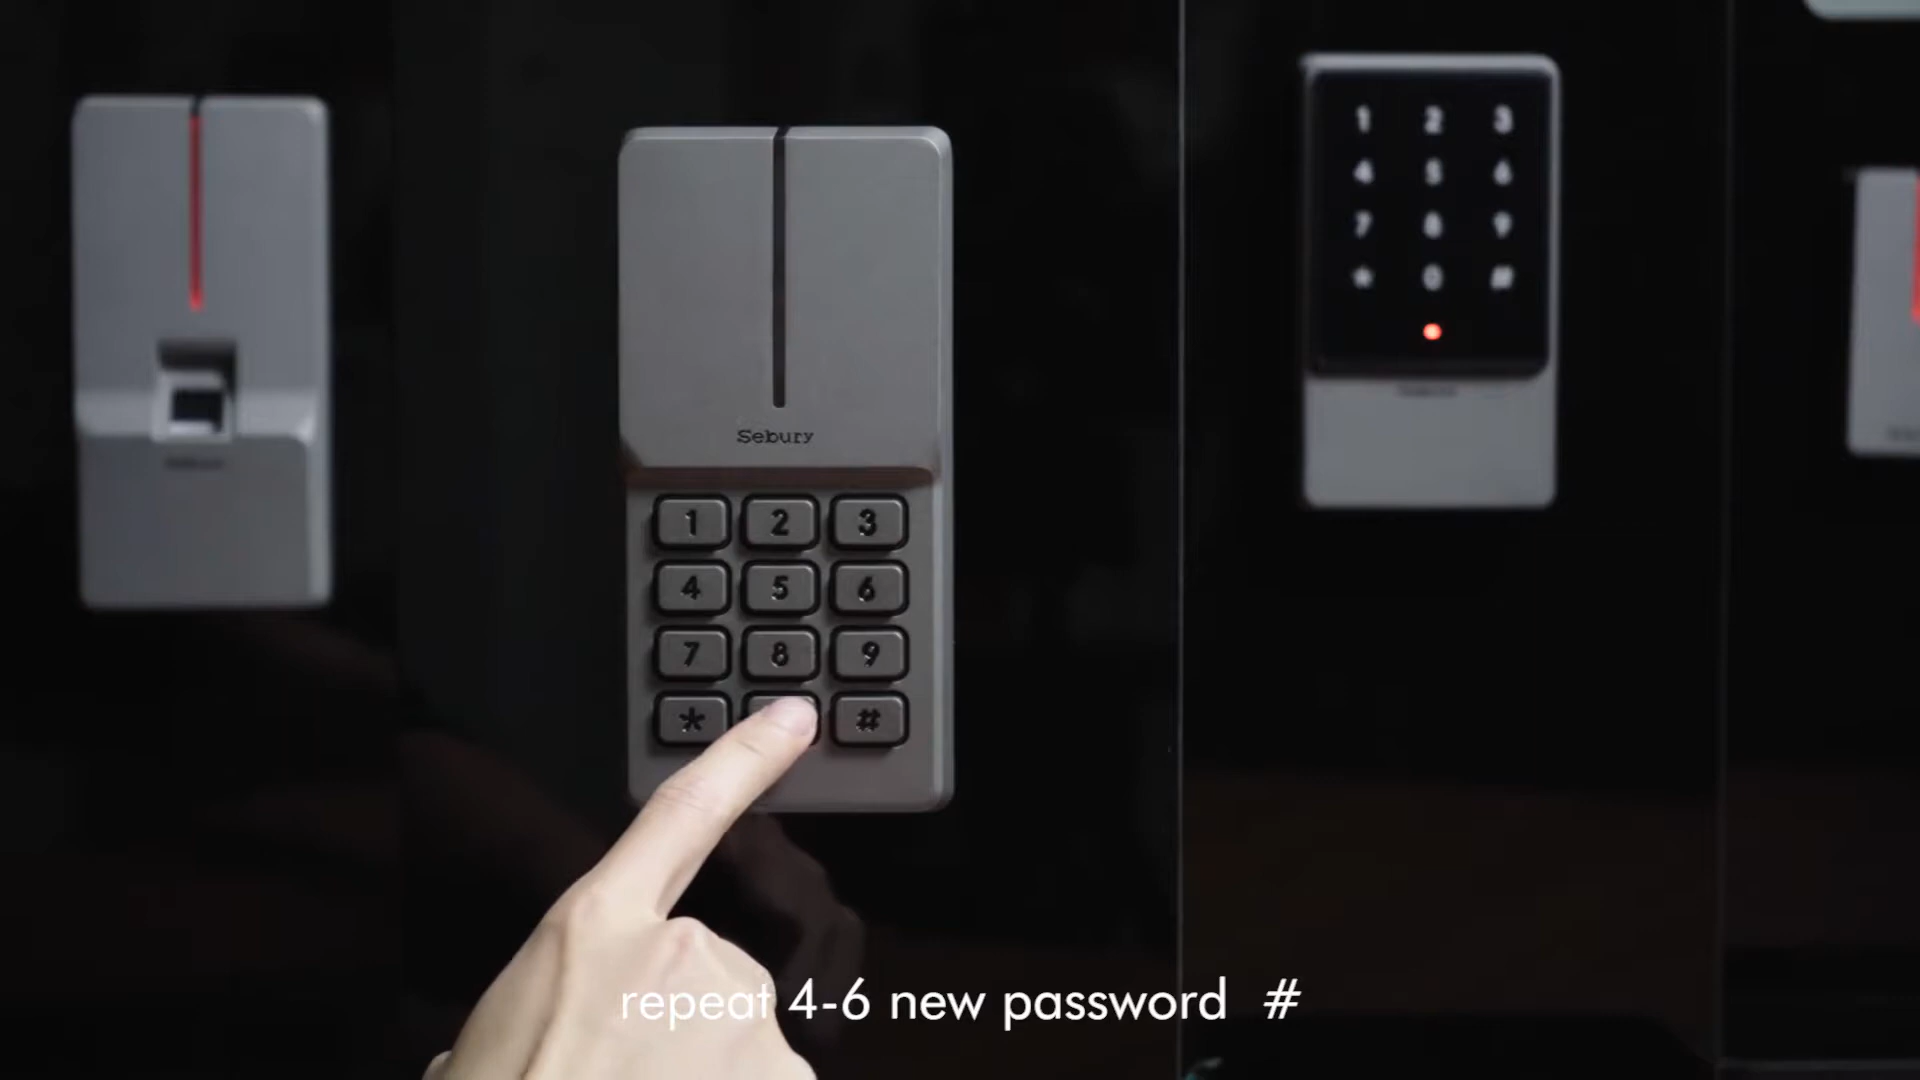 Sebury
1 2 3
4 5 6
7 8 9
* #
1 2 3
4 5 6
7 8 9
* 0 #
repeat 4-6 new password #